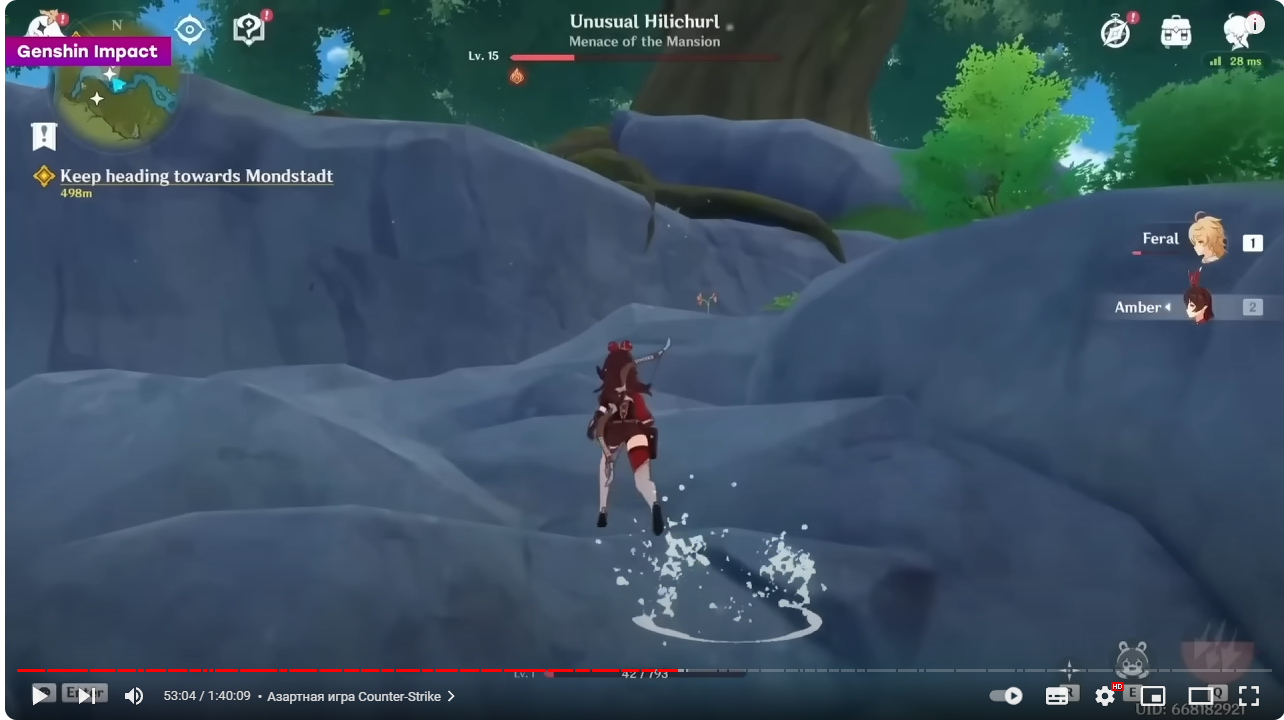 Unusual Hilichurl
Menace of the Mansion
Lv. 15
N
Genshin Impact
28 ms
Keep heading towards Mondstadt
498m
Feral
1
Amber
2
Lv. 1
42 / 793
53:04 / 1:40:09 • Азартная игра Counter-Strike
HD
R
E
Q
UID: 668182921